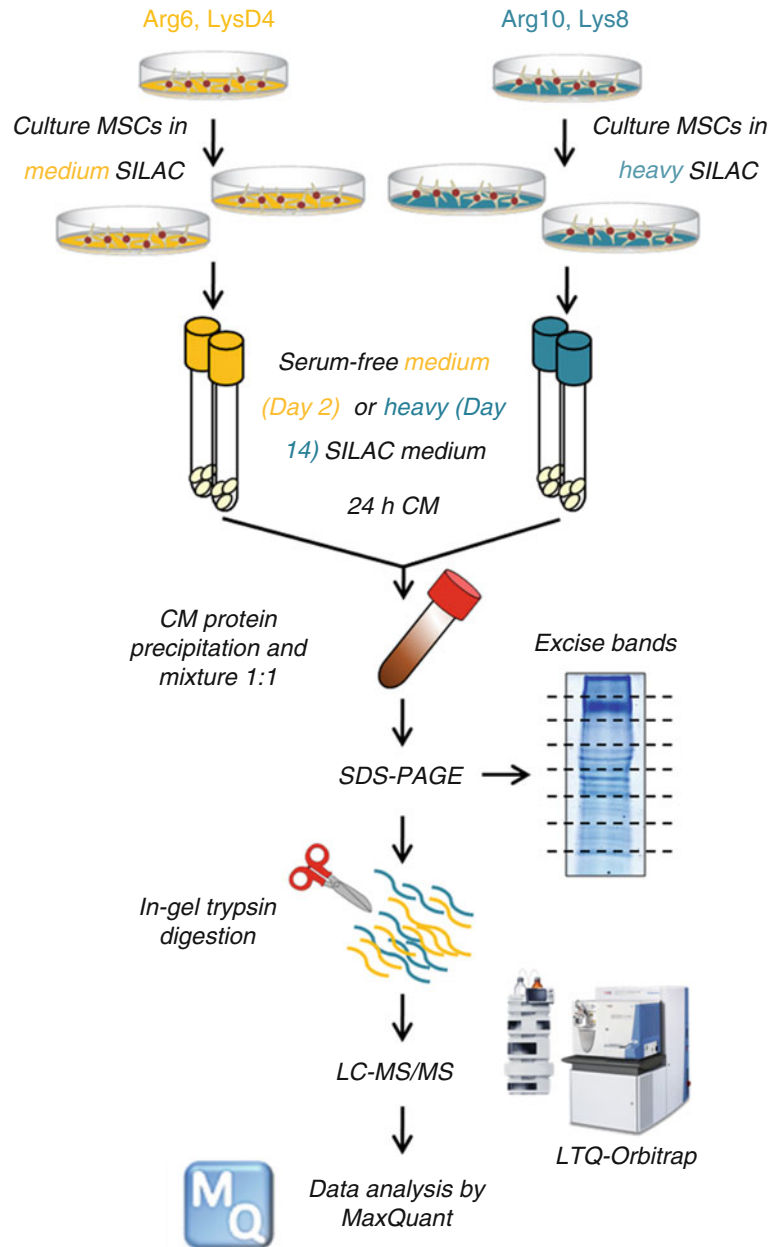 Arg6, LysD4
Arg10, Lys8
Culture MSCs in
medium SILAC
Culture MSCs in
heavy SILAC
Serum-free medium
(Day 2) or heavy (Day
14) SILAC medium
24 h CM
CM protein
precipitation and
mixture 1:1
Excise bands
SDS-PAGE
In-gel trypsin
digestion
LC-MS/MS
LTQ-Orbitrap
MQ
Data analysis by
MaxQuant